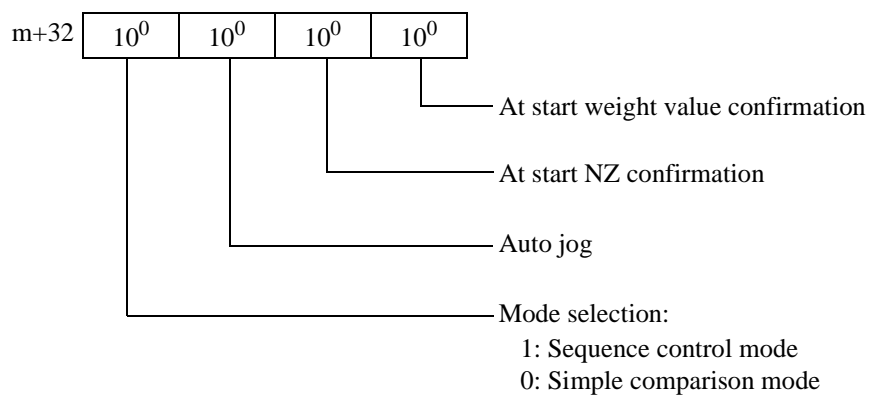 m+32 10⁰ 10⁰ 10⁰ 10⁰
At start weight value confirmation
At start NZ confirmation
Auto jog
Mode selection:
1: Sequence control mode
0: Simple comparison mode